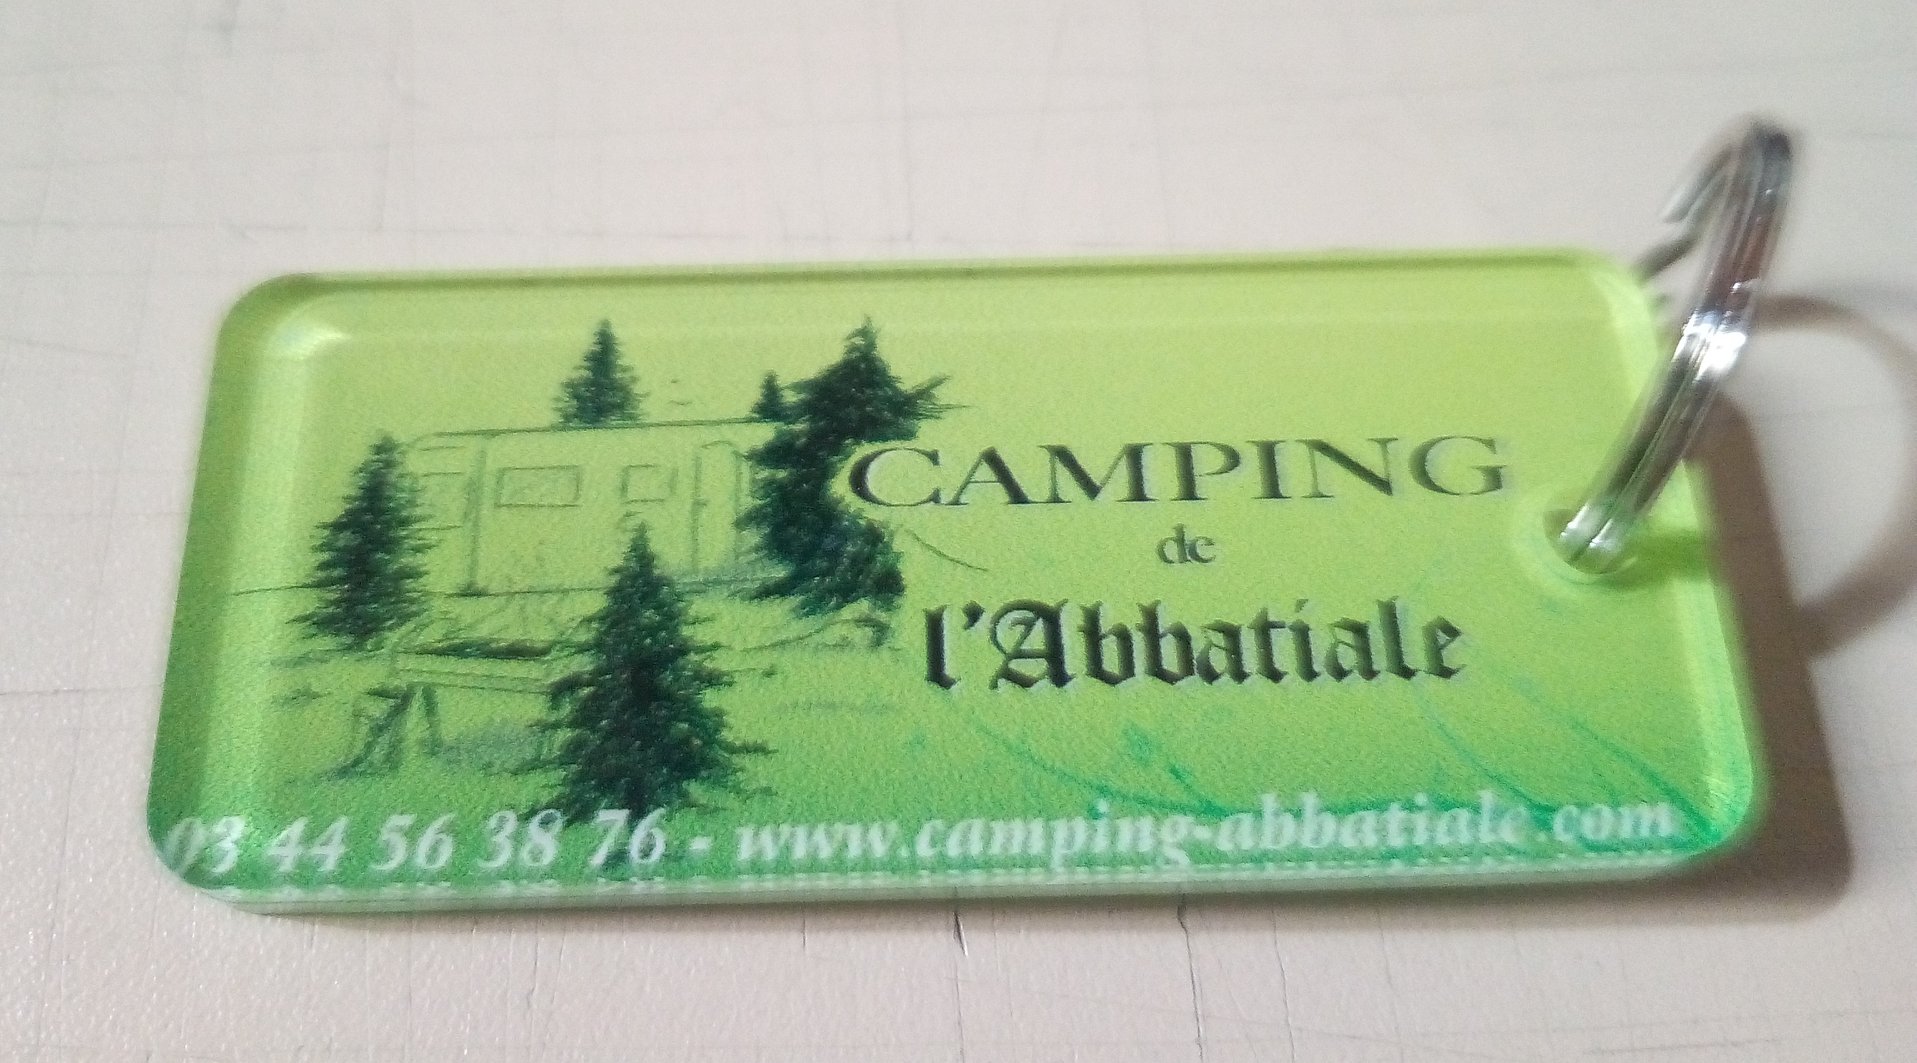 CAMPING
de
l'Abbatiale
03 44 56 38 76 - www.camping-abbatiale.com